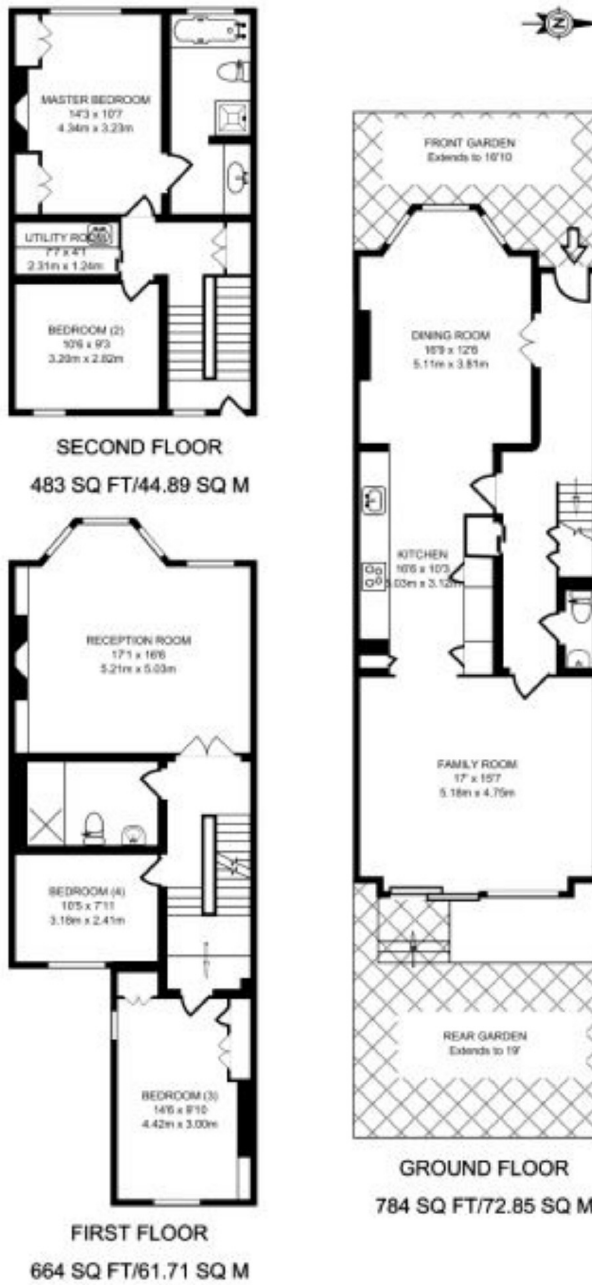 MASTER BEDROOM
14'3 x 10'7
4.34m x 3.23m
UTILITY ROOM
7'7 x 4'1
2.31m x 1.24m
BEDROOM (2)
10'6 x 9'3
3.20m x 2.82m
SECOND FLOOR
483 SQ FT/44.89 SQ M
RECEPTION ROOM
17'1 x 16'6
5.21m x 5.03m
BEDROOM (4)
10'5 x 7'11
3.18m x 2.41m
BEDROOM (3)
14'6 x 9'10
4.42m x 3.00m
FIRST FLOOR
664 SQ FT/61.71 SQ M
N
FRONT GARDEN
Extends to 16'10
DINING ROOM
16'9 x 12'6
5.11m x 3.81m
KITCHEN
16'6 x 10'3
5.03m x 3.12m
FAMILY ROOM
17' x 15'7
5.18m x 4.75m
REAR GARDEN
Extends to 19'
GROUND FLOOR
784 SQ FT/72.85 SQ M